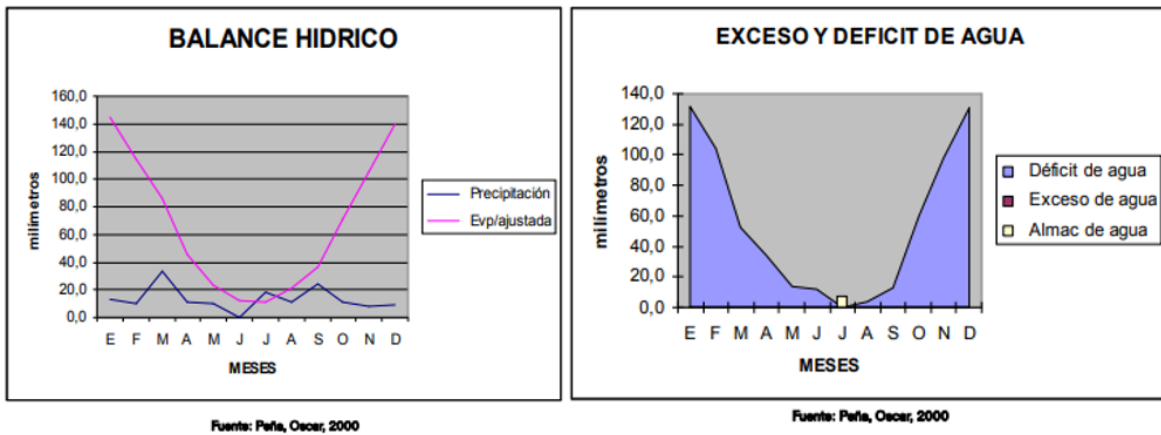 BALANCE HIDRICO
milímetros
160,0
140,0
120,0
100,0
80,0
60,0
40,0
20,0
0,0
E F M A M J J A S O N D
MESES
Precipitación
Evp/ajustada
Fuente: Peña, Oscar, 2000
EXCESO Y DEFICIT DE AGUA
milímetros
140,0
120,0
100,0
80,0
60,0
40,0
20,0
0,0
E F M A M J J A S O N D
MESES
Déficit de agua
Exceso de agua
Almac de agua
Fuente: Peña, Oscar, 2000